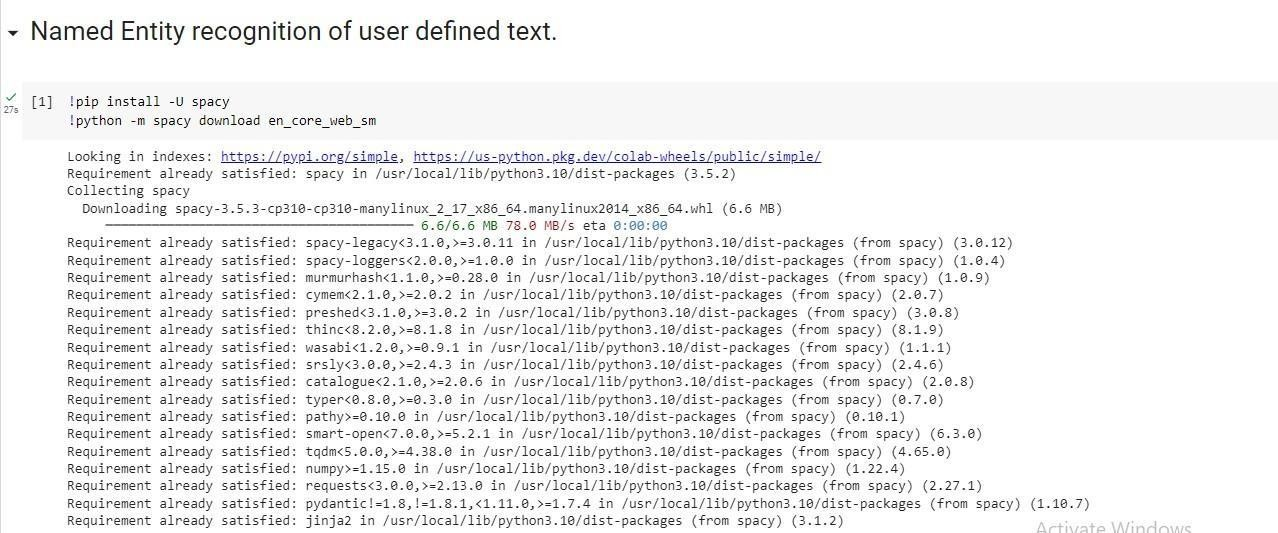 Named Entity recognition of user defined text.
27s
[1] !pip install -U spacy
!python -m spacy download en_core_web_sm
Looking in indexes: https://pypi.org/simple, https://us-python.pkg.dev/colab-wheels/public/simple/
Requirement already satisfied: spacy in /usr/local/lib/python3.10/dist-packages (3.5.2)
Collecting spacy
Downloading spacy-3.5.3-cp310-cp310-manylinux_2_17_x86_64.manylinux2014_x86_64.whl (6.6 MB)
6.6/6.6 MB 78.0 MB/s eta 0:00:00
Requirement already satisfied: spacy-legacy<3.1.0,>=3.0.11 in /usr/local/lib/python3.10/dist-packages (from spacy) (3.0.12)
Requirement already satisfied: spacy-loggers<2.0.0,>=1.0.0 in /usr/local/lib/python3.10/dist-packages (from spacy) (1.0.4)
Requirement already satisfied: murmurhash<1.1.0,>=0.28.0 in /usr/local/lib/python3.10/dist-packages (from spacy) (1.0.9)
Requirement already satisfied: cymem<2.1.0,>=2.0.2 in /usr/local/lib/python3.10/dist-packages (from spacy) (2.0.7)
Requirement already satisfied: preshed<3.1.0,>=3.0.2 in /usr/local/lib/python3.10/dist-packages (from spacy) (3.0.8)
Requirement already satisfied: thinc<8.2.0,>=8.1.8 in /usr/local/lib/python3.10/dist-packages (from spacy) (8.1.9)
Requirement already satisfied: wasabi<1.2.0,>=0.9.1 in /usr/local/lib/python3.10/dist-packages (from spacy) (1.1.1)
Requirement already satisfied: srsly<3.0.0,>=2.4.3 in /usr/local/lib/python3.10/dist-packages (from spacy) (2.4.6)
Requirement already satisfied: catalogue<2.1.0,>=2.0.6 in /usr/local/lib/python3.10/dist-packages (from spacy) (2.0.8)
Requirement already satisfied: typer<0.8.0,>=0.3.0 in /usr/local/lib/python3.10/dist-packages (from spacy) (0.7.0)
Requirement already satisfied: pathy>=0.10.0 in /usr/local/lib/python3.10/dist-packages (from spacy) (0.10.1)
Requirement already satisfied: smart-open<7.0.0,>=5.2.1 in /usr/local/lib/python3.10/dist-packages (from spacy) (6.3.0)
Requirement already satisfied: tqdm<5.0.0,>=4.38.0 in /usr/local/lib/python3.10/dist-packages (from spacy) (4.65.0)
Requirement already satisfied: numpy>=1.15.0 in /usr/local/lib/python3.10/dist-packages (from spacy) (1.22.4)
Requirement already satisfied: requests<3.0.0,>=2.13.0 in /usr/local/lib/python3.10/dist-packages (from spacy) (2.27.1)
Requirement already satisfied: pydantic!=1.8,!=1.8.1,<1.11.0,>=1.7.4 in /usr/local/lib/python3.10/dist-packages (from spacy) (1.10.7)
Requirement already satisfied: jinja2 in /usr/local/lib/python3.10/dist-packages (from spacy) (3.1.2)
Activate Windows